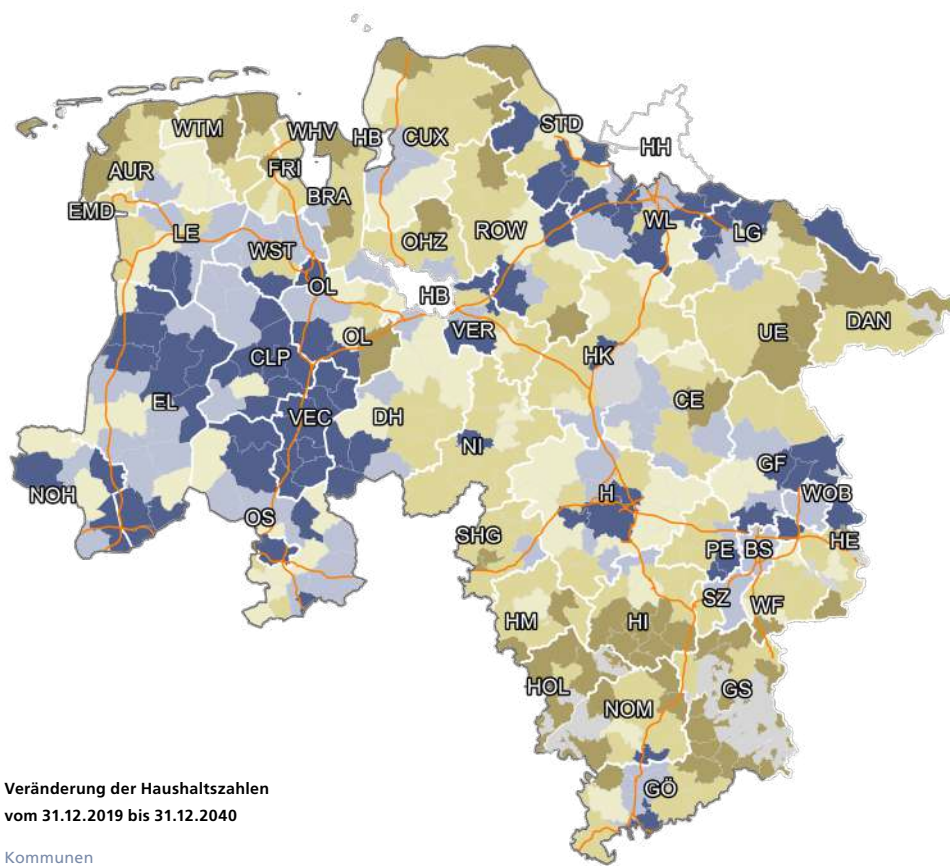 WTM
WHV
HB
CUX
STD
HH
AUR
FRI
BRA
EMD
LE
WST
OHZ
ROW
WL
LG
OL
HB
OL
VER
UE
DAN
CLP
HK
EL
VEC
DH
CE
NI
GF
NOH
OS
H
WOB
SHG
PE
BS
HE
SZ
WF
HM
HI
HOL
NOM
GS
GÖ
Veränderung der Haushaltszahlen
vom 31.12.2019 bis 31.12.2040
Kommunen